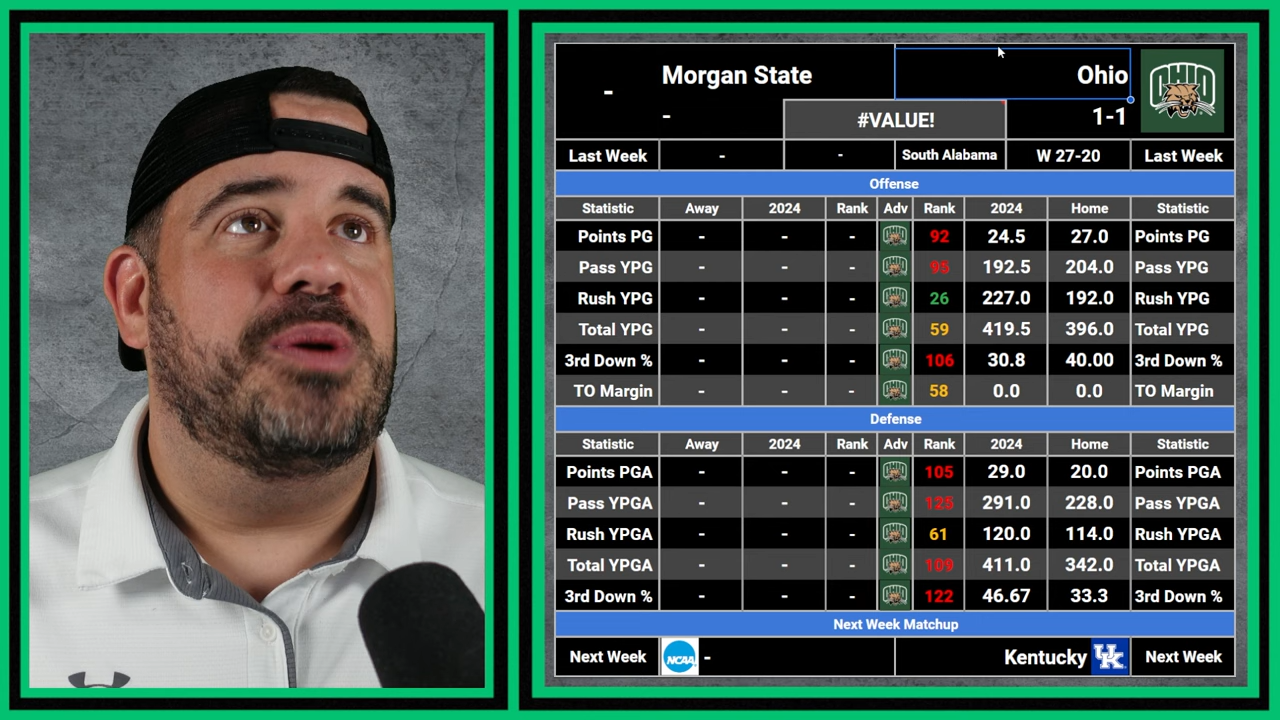 Morgan State Ohio
- OHIO
- #VALUE! 1-1
Last Week - - South Alabama W 27-20 Last Week
Offense
Statistic Away 2024 Rank Adv Rank 2024 Home Statistic
Points PG - - - 92 24.5 27.0 Points PG
Pass YPG - - - 95 192.5 204.0 Pass YPG
Rush YPG - - - 26 227.0 192.0 Rush YPG
Total YPG - - - 59 419.5 396.0 Total YPG
3rd Down % - - - 106 30.8 40.00 3rd Down %
TO Margin - - - 58 0.0 0.0 TO Margin
Defense
Statistic Away 2024 Rank Adv Rank 2024 Home Statistic
Points PGA - - - 105 29.0 20.0 Points PGA
Pass YPGA - - - 125 291.0 228.0 Pass YPGA
Rush YPGA - - - 61 120.0 114.0 Rush YPGA
Total YPGA - - - 109 411.0 342.0 Total YPGA
3rd Down % - - - 122 46.67 33.3 3rd Down %
Next Week Matchup
Next Week NCAA - Kentucky UK Next Week